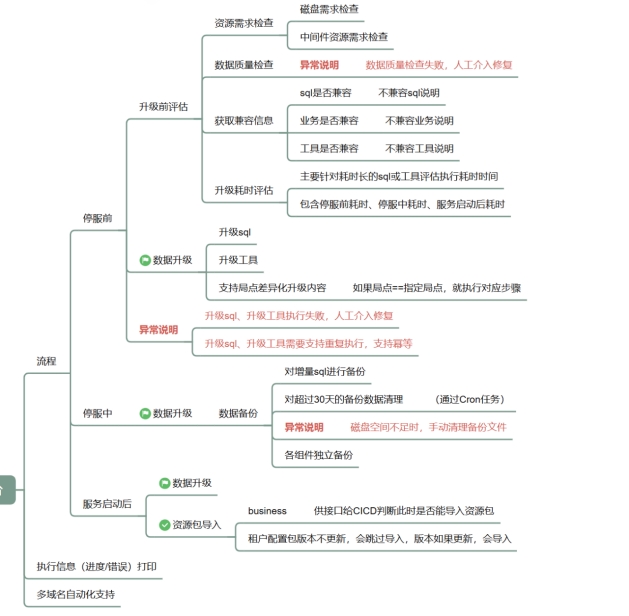 磁盘需求检查
资源需求检查
中间件资源需求检查
数据质量检查 异常说明 数据质量检查失败，人工介入修复
升级前评估
sql是否兼容 不兼容sql说明
获取兼容信息 业务是否兼容 不兼容业务说明
工具是否兼容 不兼容工具说明
主要针对耗时长的sql或工具评估执行耗时时间
升级耗时评估
包含停服前耗时、停服中耗时、服务启动后耗时
停服前
升级sql
数据升级 升级工具
支持局点差异化升级内容 如果局点==指定局点，就执行对应步骤
升级sql、升级工具执行失败，人工介入修复
异常说明
升级sql、升级工具需要支持重复执行，支持幂等
流程
对增量sql进行备份
对超过30天的备份数据清理 （通过Cron任务）
停服中 数据升级 数据备份
异常说明 磁盘空间不足时，手动清理备份文件
各组件独立备份
数据升级
服务启动后
business 供接口给CICD判断此时是否能导入资源包
资源包导入
租户配置包版本不更新，会跳过导入，版本如果更新，会导入
执行信息（进度/错误）打印
多域名自动化支持